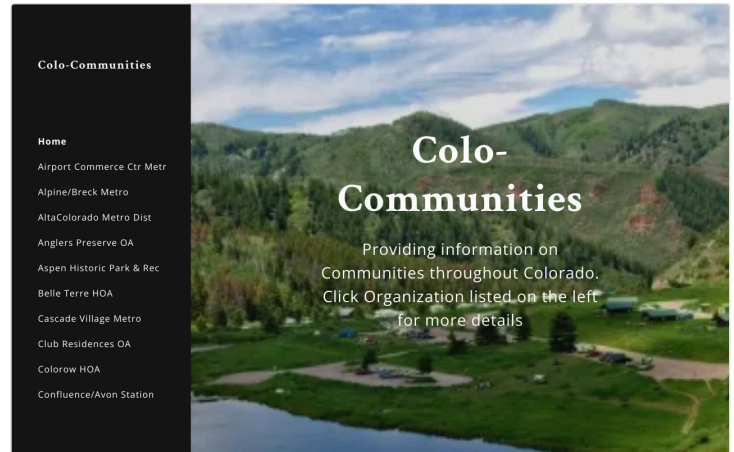 Colo-Communities
Home
Airport Commerce Ctr Metr
Alpine/Breck Metro
AltaColorado Metro Dist
Anglers Preserve OA
Aspen Historic Park & Rec
Belle Terre HOA
Cascade Village Metro
Club Residences OA
Colorow HOA
Confluence/Avon Station
Colo-
Communities
Providing information on
Communities throughout Colorado.
Click Organization listed on the left
for more details